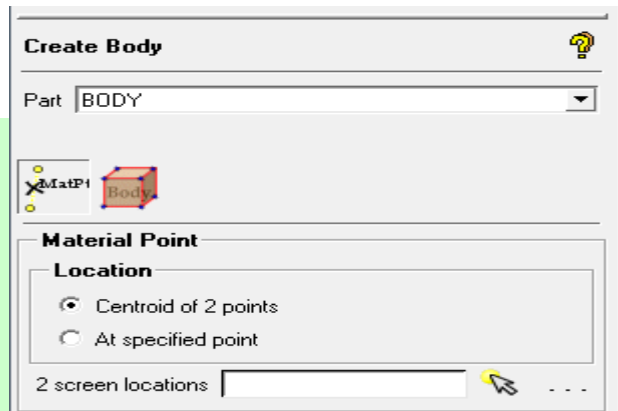 Create Body
Part BODY
MatPt Body
Material Point
Location
Centroid of 2 points
At specified point
2 screen locations ...